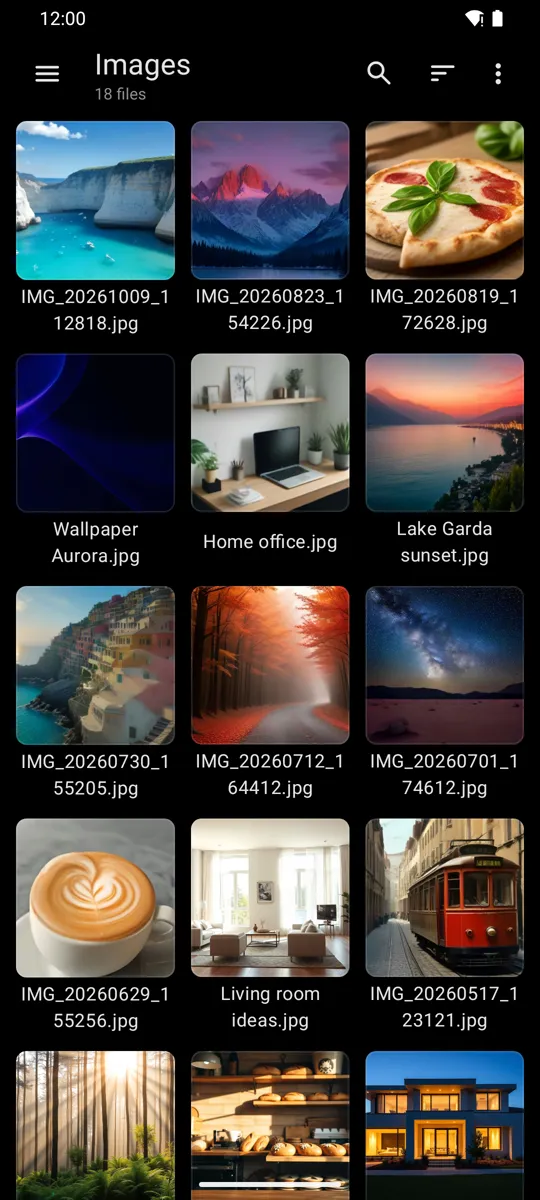 12:00
Images
18 files
IMG_20261009_1
12818.jpg
IMG_20260823_1
54226.jpg
IMG_20260819_1
72628.jpg
Wallpaper
Aurora.jpg
Home office.jpg
Lake Garda
sunset.jpg
IMG_20260730_1
55205.jpg
IMG_20260712_1
64412.jpg
IMG_20260701_1
74612.jpg
IMG_20260629_1
55256.jpg
Living room
ideas.jpg
IMG_20260517_1
23121.jpg